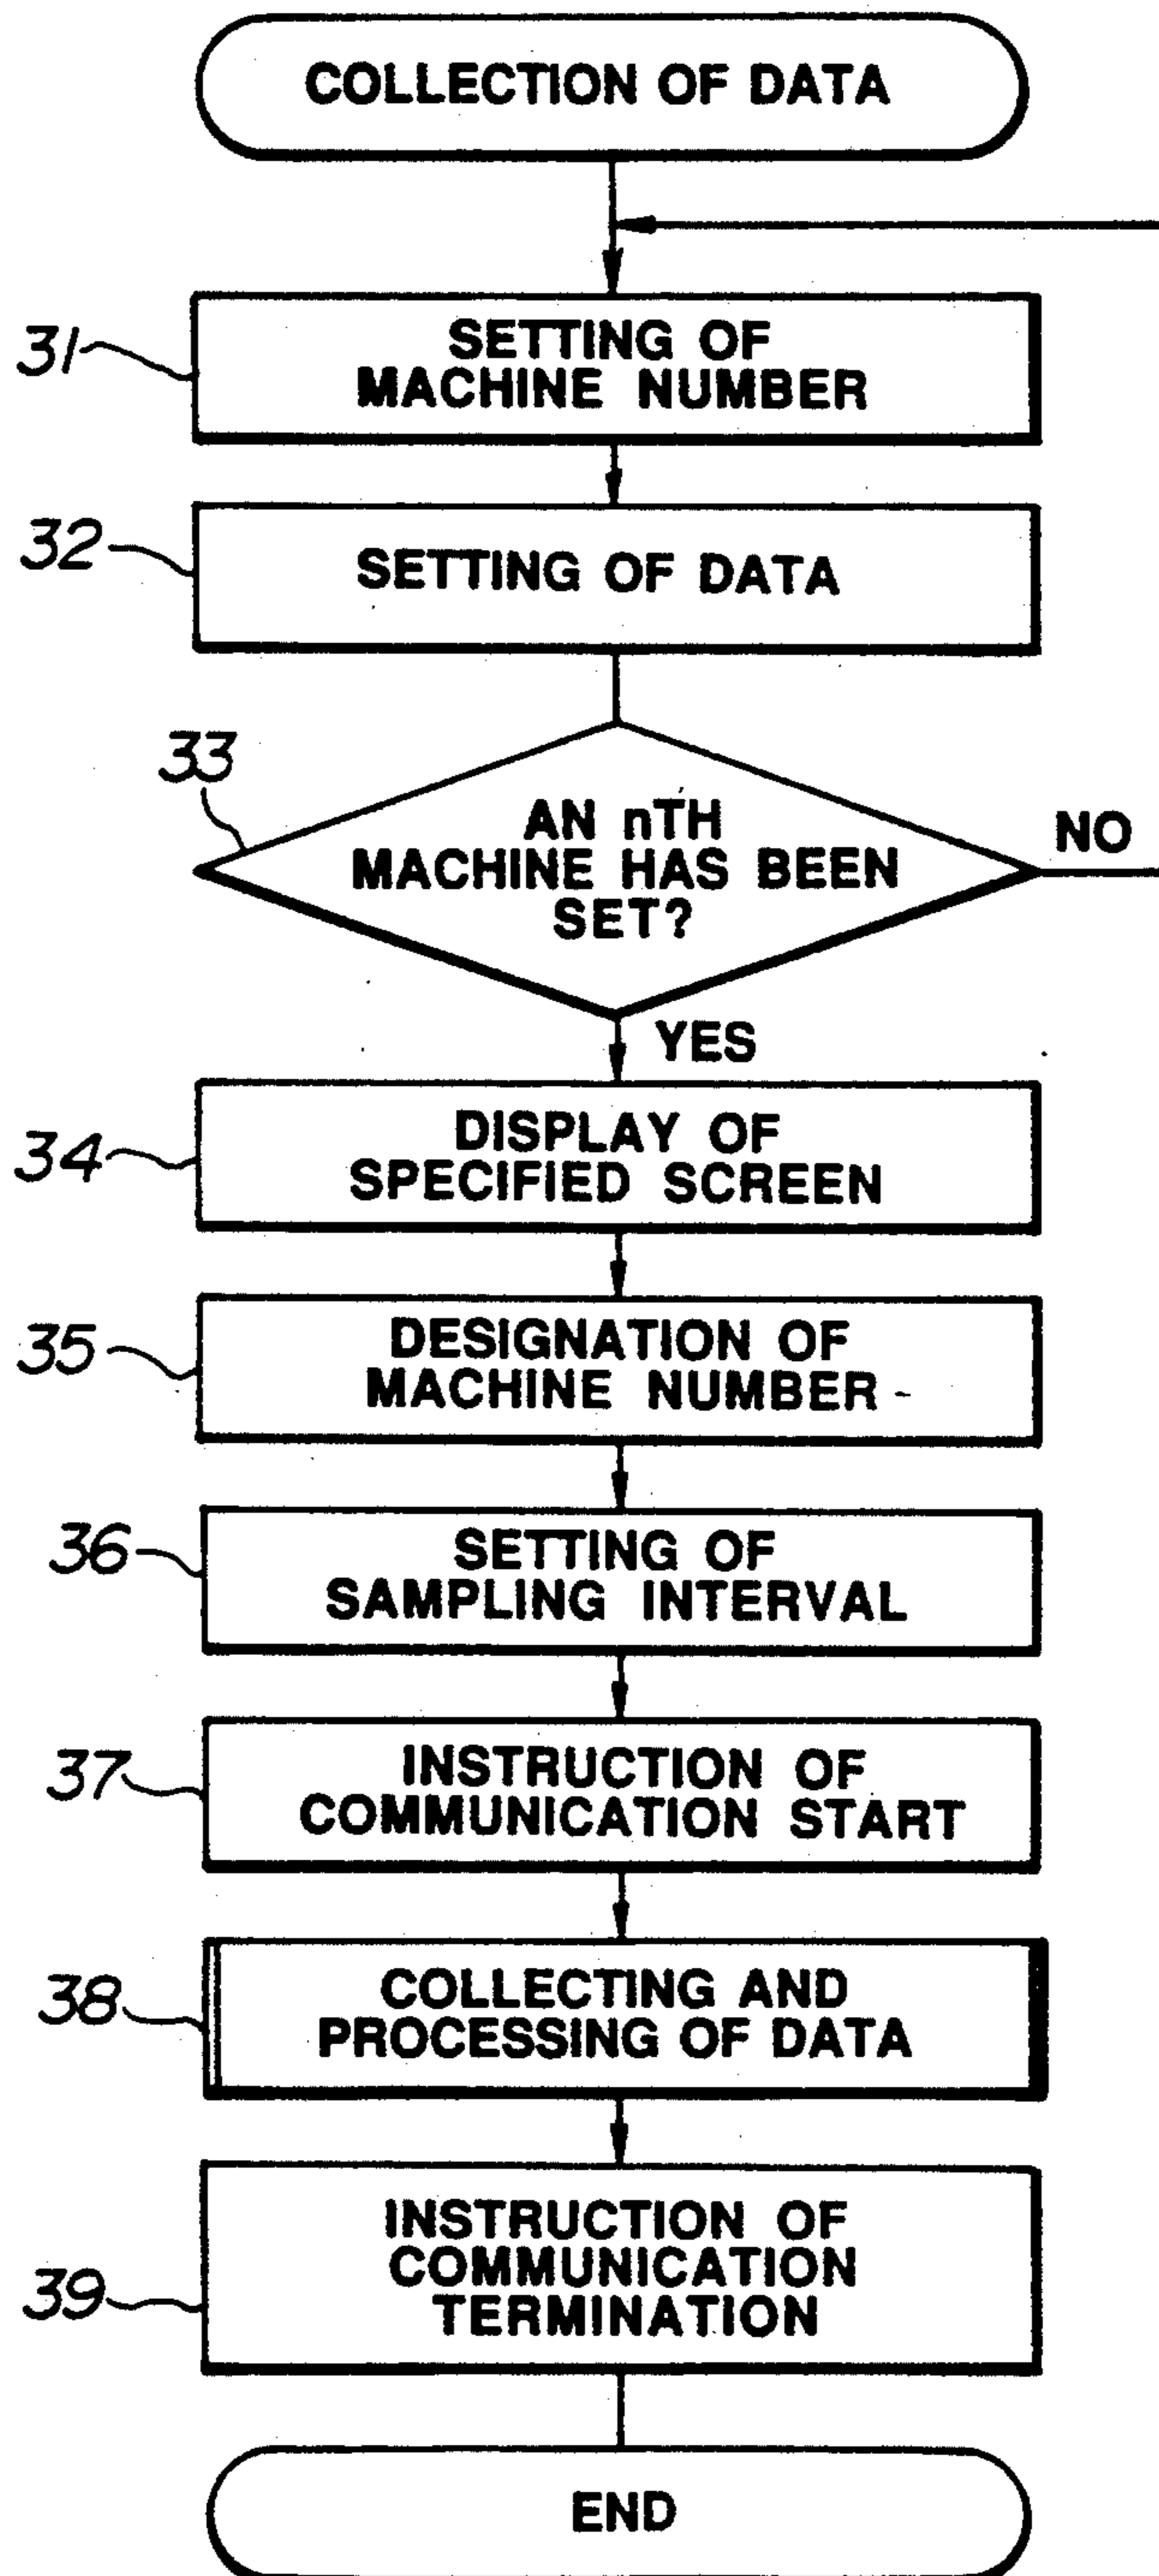 COLLECTION OF DATA
31
SETTING OF
MACHINE NUMBER
32
SETTING OF DATA
33
AN nTH
MACHINE HAS BEEN
SET?
NO
YES
34
DISPLAY OF
SPECIFIED SCREEN
35
DESIGNATION OF
MACHINE NUMBER
36
SETTING OF
SAMPLING INTERVAL
37
INSTRUCTION OF
COMMUNICATION START
38
COLLECTING AND
PROCESSING OF DATA
39
INSTRUCTION OF
COMMUNICATION
TERMINATION
END